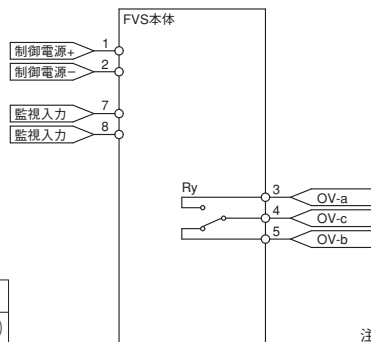 FVS本体
制御電源+ 1
制御電源− 2
監視入力 7
監視入力 8
Ry
3 OV-a
4 OV-c
5 OV-b
注